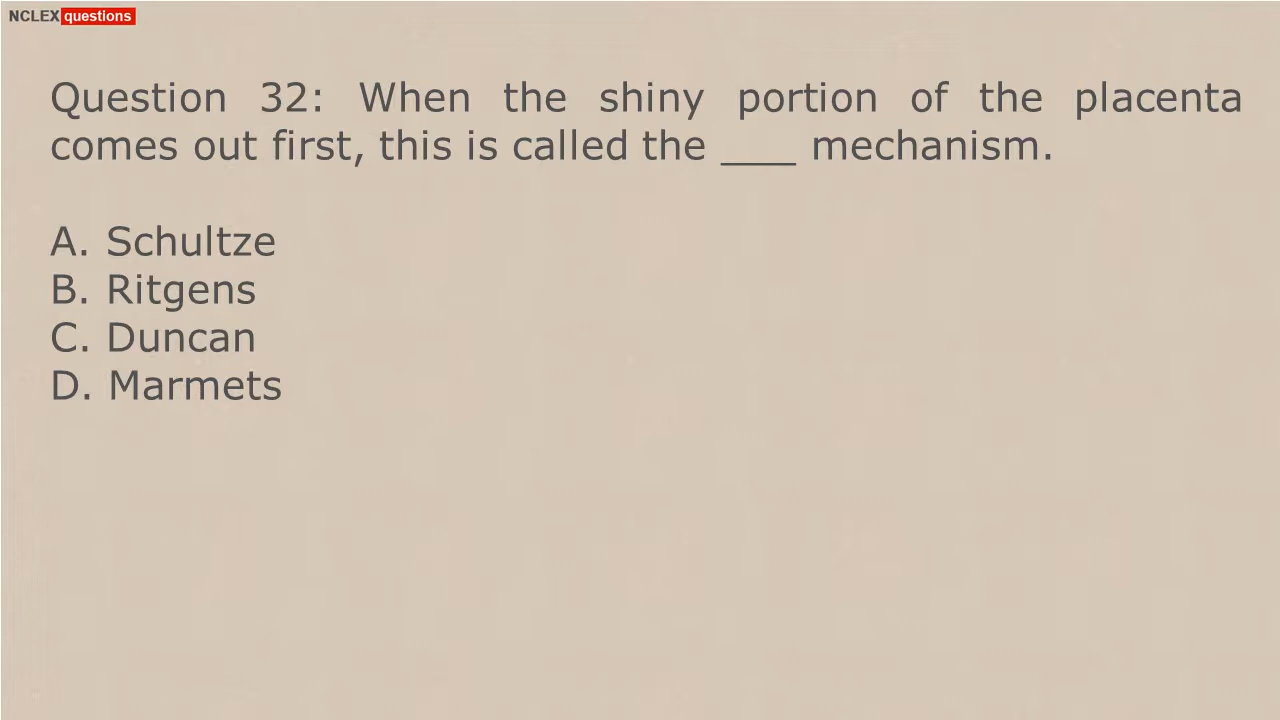 NCLEX questions
Question 32: When the shiny portion of the placenta
comes out first, this is called the ___ mechanism.
A. Schultze
B. Ritgens
C. Duncan
D. Marmets